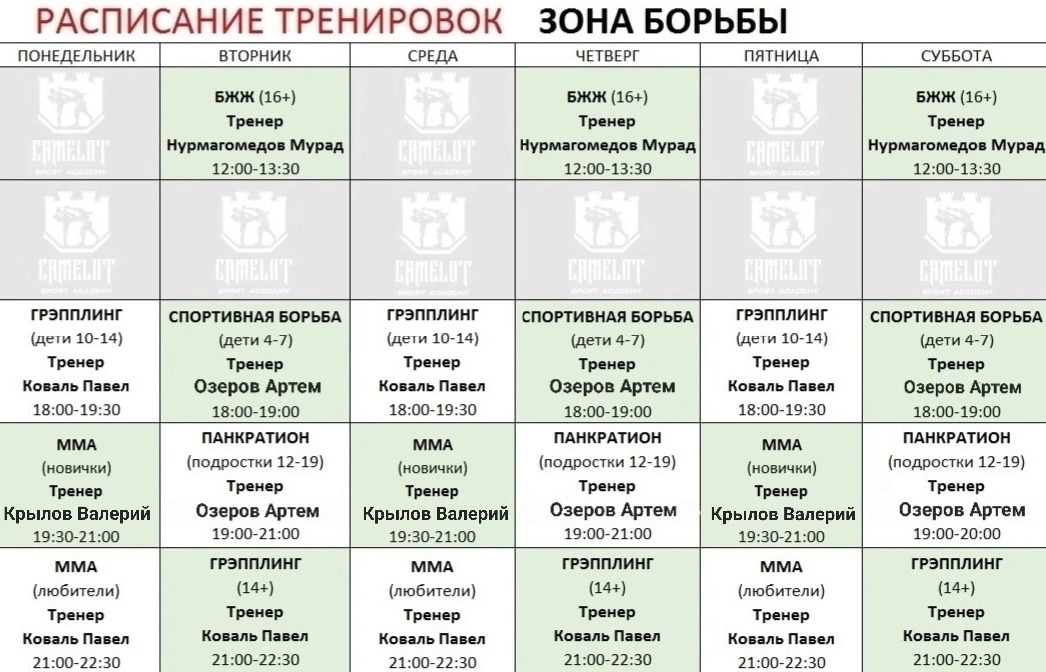 РАСПИСАНИЕ ТРЕНИРОВОК ЗОНА БОРЬБЫ
ПОНЕДЕЛЬНИК ВТОРНИК СРЕДА ЧЕТВЕРГ ПЯТНИЦА СУББОТА
CAMELOT
SPORT ACADEMY
БЖЖ (16+)
Тренер
Нурмагомедов Мурад
12:00-13:30
CAMELOT
SPORT ACADEMY
БЖЖ (16+)
Тренер
Нурмагомедов Мурад
12:00-13:30
CAMELOT
SPORT ACADEMY
БЖЖ (16+)
Тренер
Нурмагомедов Мурад
12:00-13:30
CAMELOT
SPORT ACADEMY
CAMELOT
SPORT ACADEMY
CAMELOT
SPORT ACADEMY
CAMELOT
SPORT ACADEMY
CAMELOT
SPORT ACADEMY
CAMELOT
SPORT ACADEMY
ГРЭППЛИНГ
(дети 10-14)
Тренер
Коваль Павел
18:00-19:30
СПОРТИВНАЯ БОРЬБА
(дети 4-7)
Тренер
Озеров Артем
18:00-19:00
ГРЭППЛИНГ
(дети 10-14)
Тренер
Коваль Павел
18:00-19:30
СПОРТИВНАЯ БОРЬБА
(дети 4-7)
Тренер
Озеров Артем
18:00-19:00
ГРЭППЛИНГ
(дети 10-14)
Тренер
Коваль Павел
18:00-19:30
СПОРТИВНАЯ БОРЬБА
(дети 4-7)
Тренер
Озеров Артем
18:00-19:00
ММА
(новички)
Тренер
Крылов Валерий
19:30-21:00
ПАНКРАТИОН
(подростки 12-19)
Тренер
Озеров Артем
19:00-21:00
ММА
(новички)
Тренер
Крылов Валерий
19:30-21:00
ПАНКРАТИОН
(подростки 12-19)
Тренер
Озеров Артем
19:00-21:00
ММА
(новички)
Тренер
Крылов Валерий
19:30-21:00
ПАНКРАТИОН
(подростки 12-19)
Тренер
Озеров Артем
19:00-20:00
ММА
(любители)
Тренер
Коваль Павел
21:00-22:30
ГРЭППЛИНГ
(14+)
Тренер
Коваль Павел
21:00-22:30
ММА
(любители)
Тренер
Коваль Павел
21:00-22:30
ГРЭППЛИНГ
(14+)
Тренер
Коваль Павел
21:00-22:30
ММА
(любители)
Тренер
Коваль Павел
21:00-22:30
ГРЭППЛИНГ
(14+)
Тренер
Коваль Павел
21:00-22:30